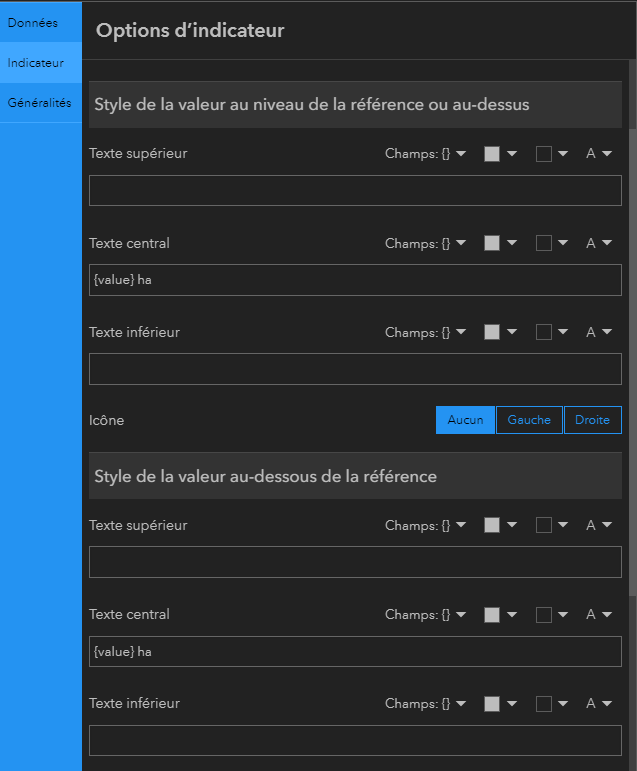 Données
Indicateur
Généralités
Options d’indicateur
Style de la valeur au niveau de la référence ou au-dessus
Texte supérieur Champs: {} A
Texte central Champs: {} A
{value} ha
Texte inférieur Champs: {} A
Icône Aucun Gauche Droite
Style de la valeur au-dessous de la référence
Texte supérieur Champs: {} A
Texte central Champs: {} A
{value} ha
Texte inférieur Champs: {} A